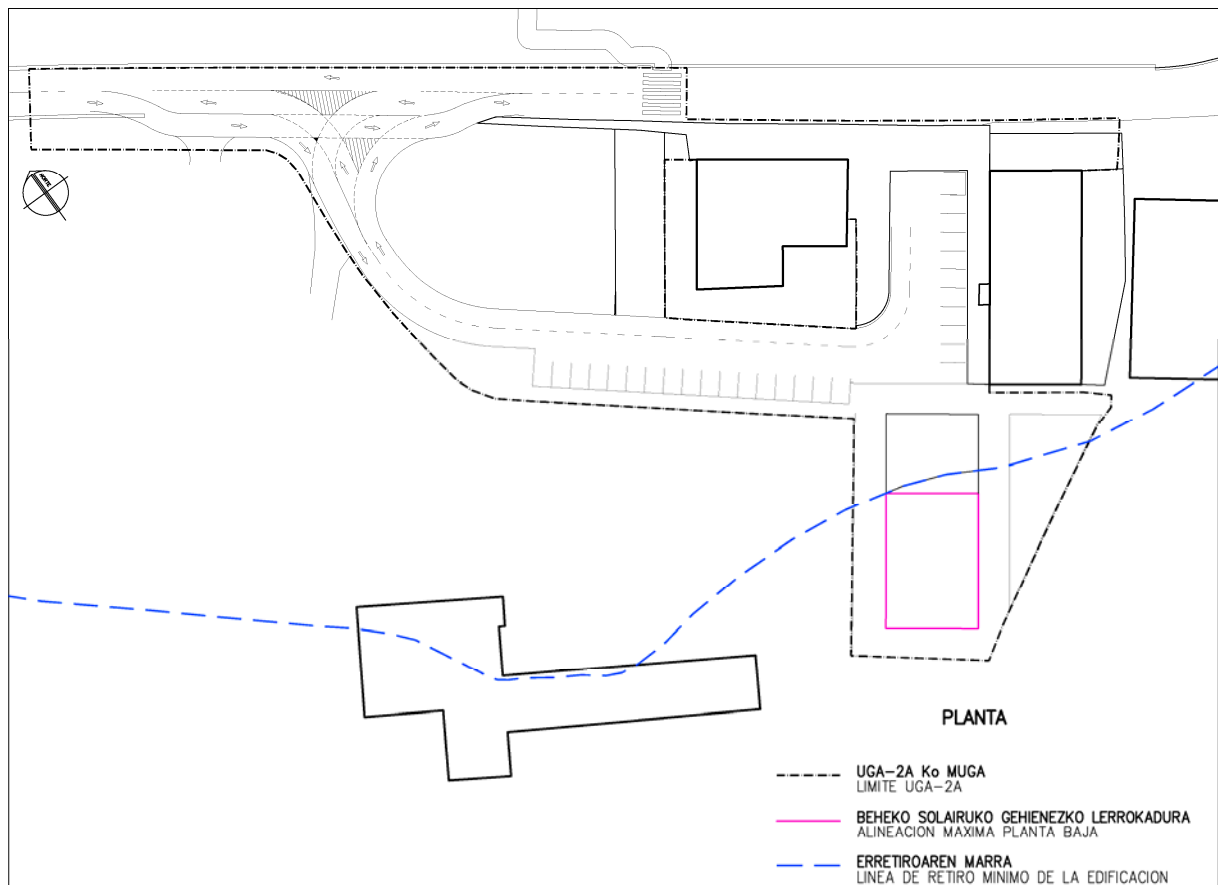 NORTE
PLANTA
UGA-2A Ko MUGA
LIMITE UGA-2A
BEHEKO SOLAIRUKO GEHIENEZKO LERROKADURA
ALINEACION MAXIMA PLANTA BAJA
ERRETIROAREN MARRA
LINEA DE RETIRO MINIMO DE LA EDIFICACION